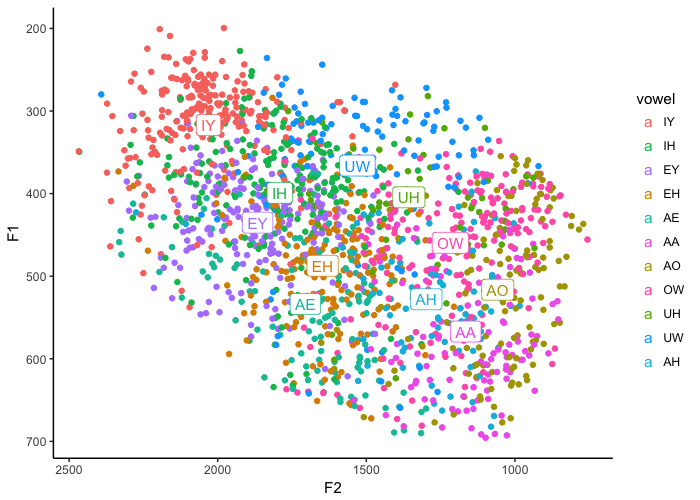 200
300
400
500
600
700
F1
2500
2000
1500
1000
F2
IY
UW
IH
UH
EY
OW
EH
AE
AH
AO
AA
vowel
a IY
a IH
a EY
a EH
a AE
a AA
a AO
a OW
a UH
a UW
a AH